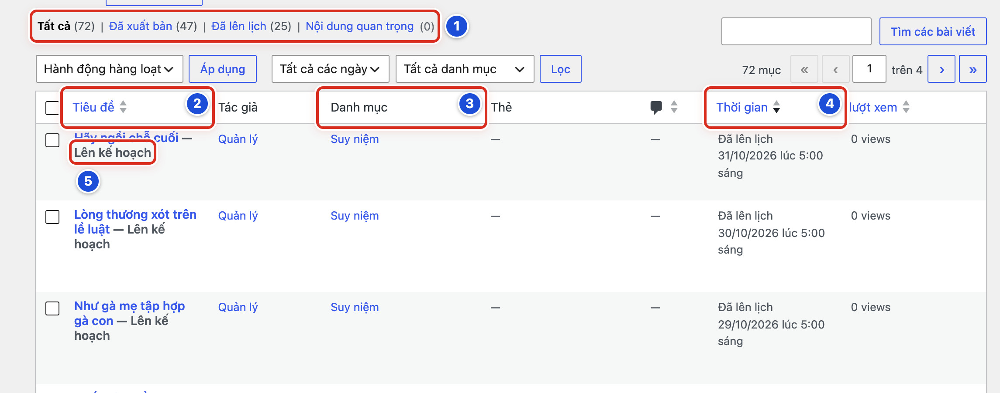 Tất cả (72) | Đã xuất bản (47) | Đã lên lịch (25) | Nội dung quan trọng (0) 1
Tìm các bài viết
Hành động hàng loạt Áp dụng Tất cả các ngày Tất cả danh mục Lọc 72 mục « ‹ 1 trên 4 › »
Tiêu đề 2 Tác giả Danh mục 3 Thẻ Thời gian 4 lượt xem
Hãy ngồi chỗ cuối — Quản lý Suy niệm — — Đã lên lịch 0 views
Lên kế hoạch 31/10/2026 lúc 5:00
sáng
5
Lòng thương xót trên Quản lý Suy niệm — — Đã lên lịch 0 views
lề luật — Lên kế 30/10/2026 lúc 5:00
hoạch sáng
Như gà mẹ tập hợp Quản lý Suy niệm — — Đã lên lịch 0 views
gà con — Lên kế 29/10/2026 lúc 5:00
hoạch sáng